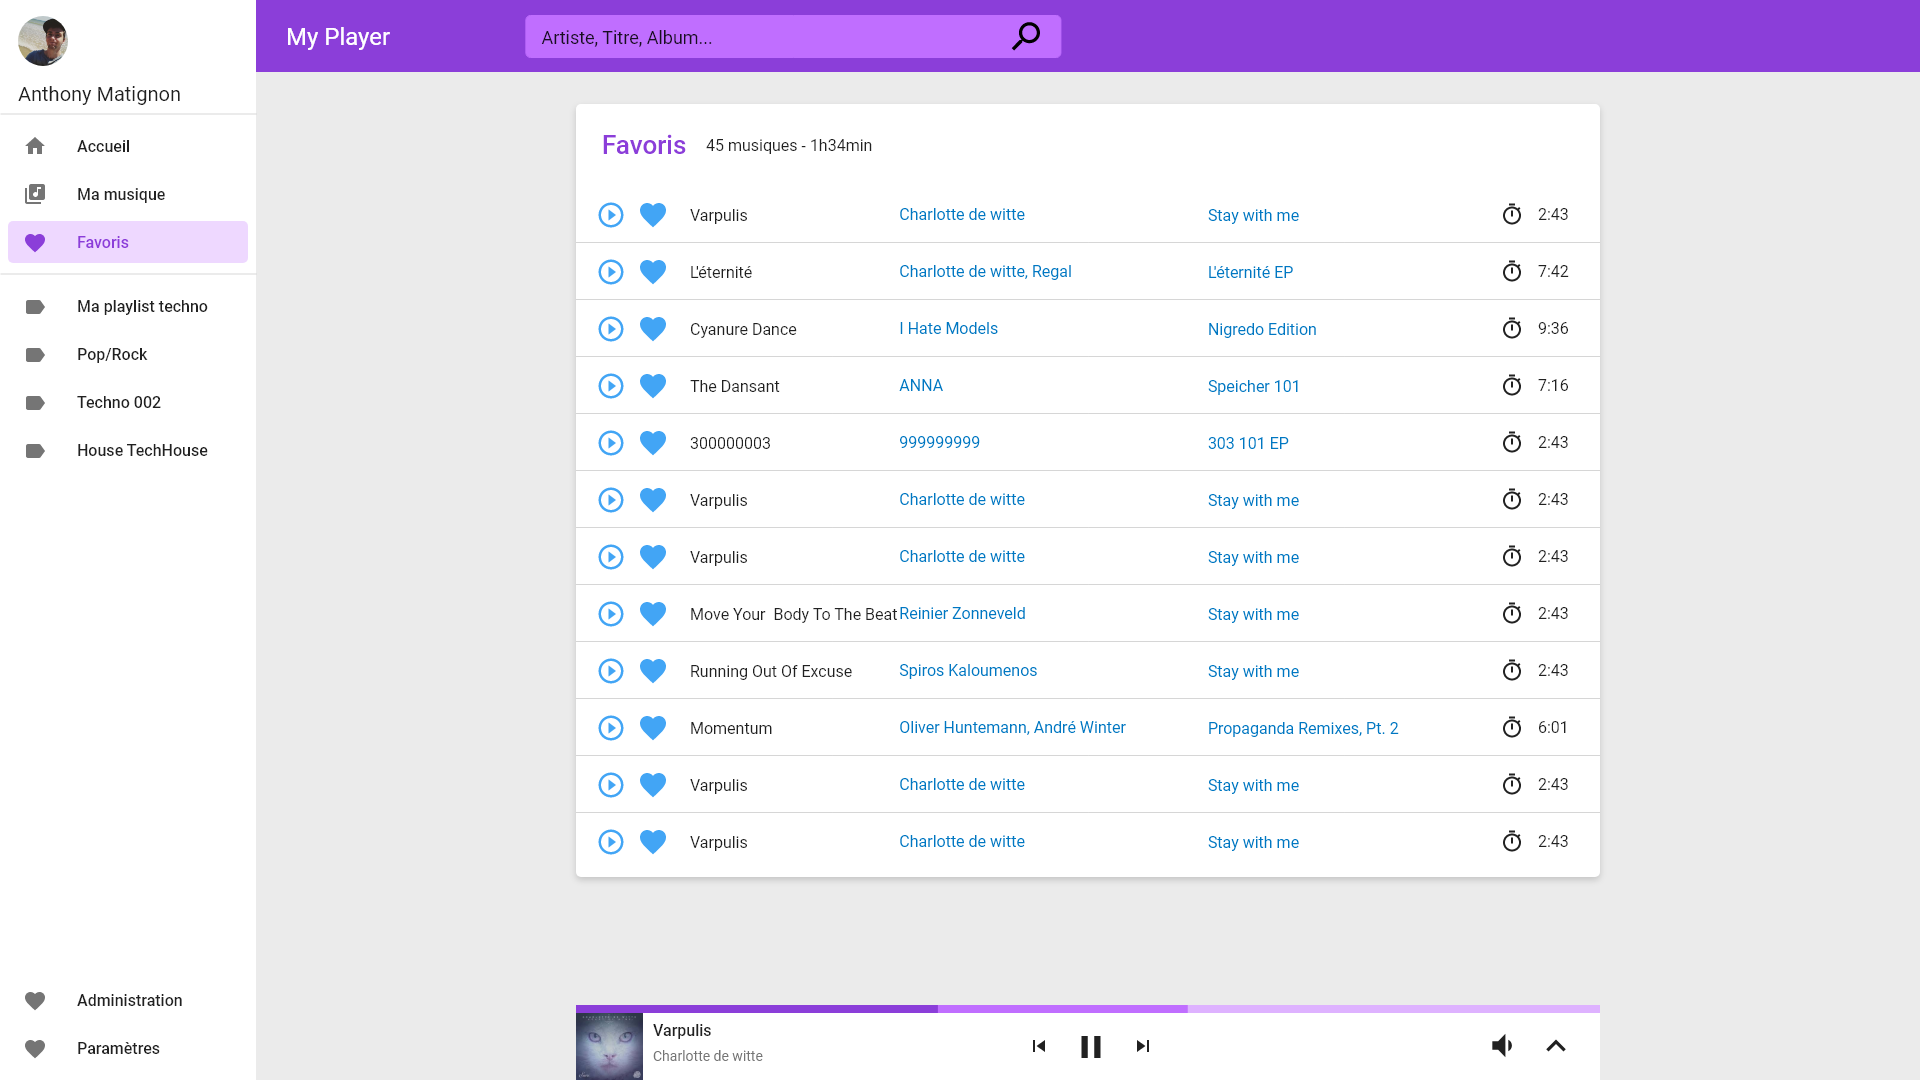 My Player
Artiste, Titre, Album...
Anthony Matignon
Accueil
Ma musique
Favoris
Ma playlist techno
Pop/Rock
Techno 002
House TechHouse
Administration
Paramètres
Favoris 45 musiques - 1h34min
Varpulis Charlotte de witte Stay with me 2:43
L'éternité Charlotte de witte, Regal L'éternité EP 7:42
Cyanure Dance I Hate Models Nigredo Edition 9:36
The Dansant ANNA Speicher 101 7:16
300000003 999999999 303 101 EP 2:43
Varpulis Charlotte de witte Stay with me 2:43
Varpulis Charlotte de witte Stay with me 2:43
Move Your  Body To The Beat Reinier Zonneveld Stay with me 2:43
Running Out Of Excuse Spiros Kaloumenos Stay with me 2:43
Momentum Oliver Huntemann, André Winter Propaganda Remixes, Pt. 2 6:01
Varpulis Charlotte de witte Stay with me 2:43
Varpulis Charlotte de witte Stay with me 2:43
Varpulis
Charlotte de witte